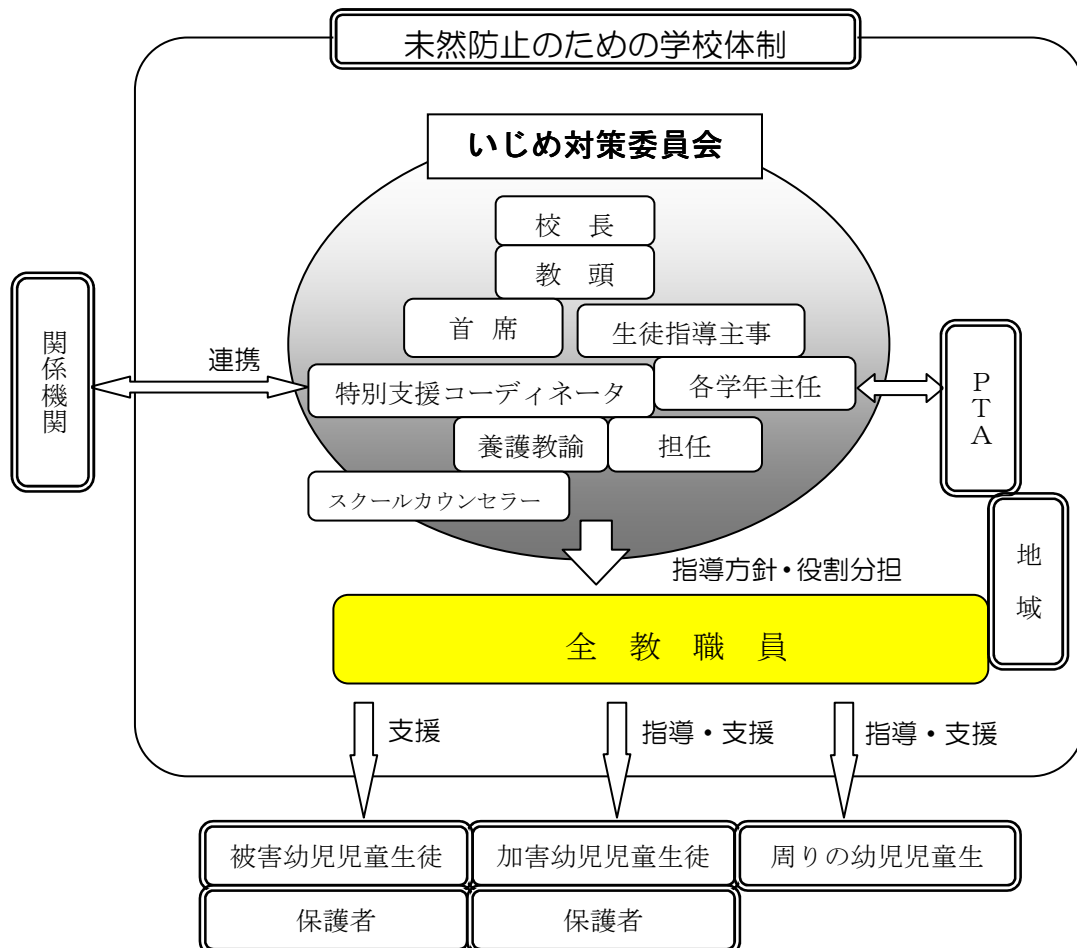 未然防止のための学校体制
いじめ対策委員会
校 長
教 頭
首 席
生徒指導主事
特別支援コーディネータ
各学年主任
養護教諭
担任
スクールカウンセラー
関係機関
連携
PTA
地域
指導方針・役割分担
全 教 職 員
支援
指導・支援
指導・支援
被害幼児児童生徒
加害幼児児童生徒
周りの幼児児童生
保護者
保護者